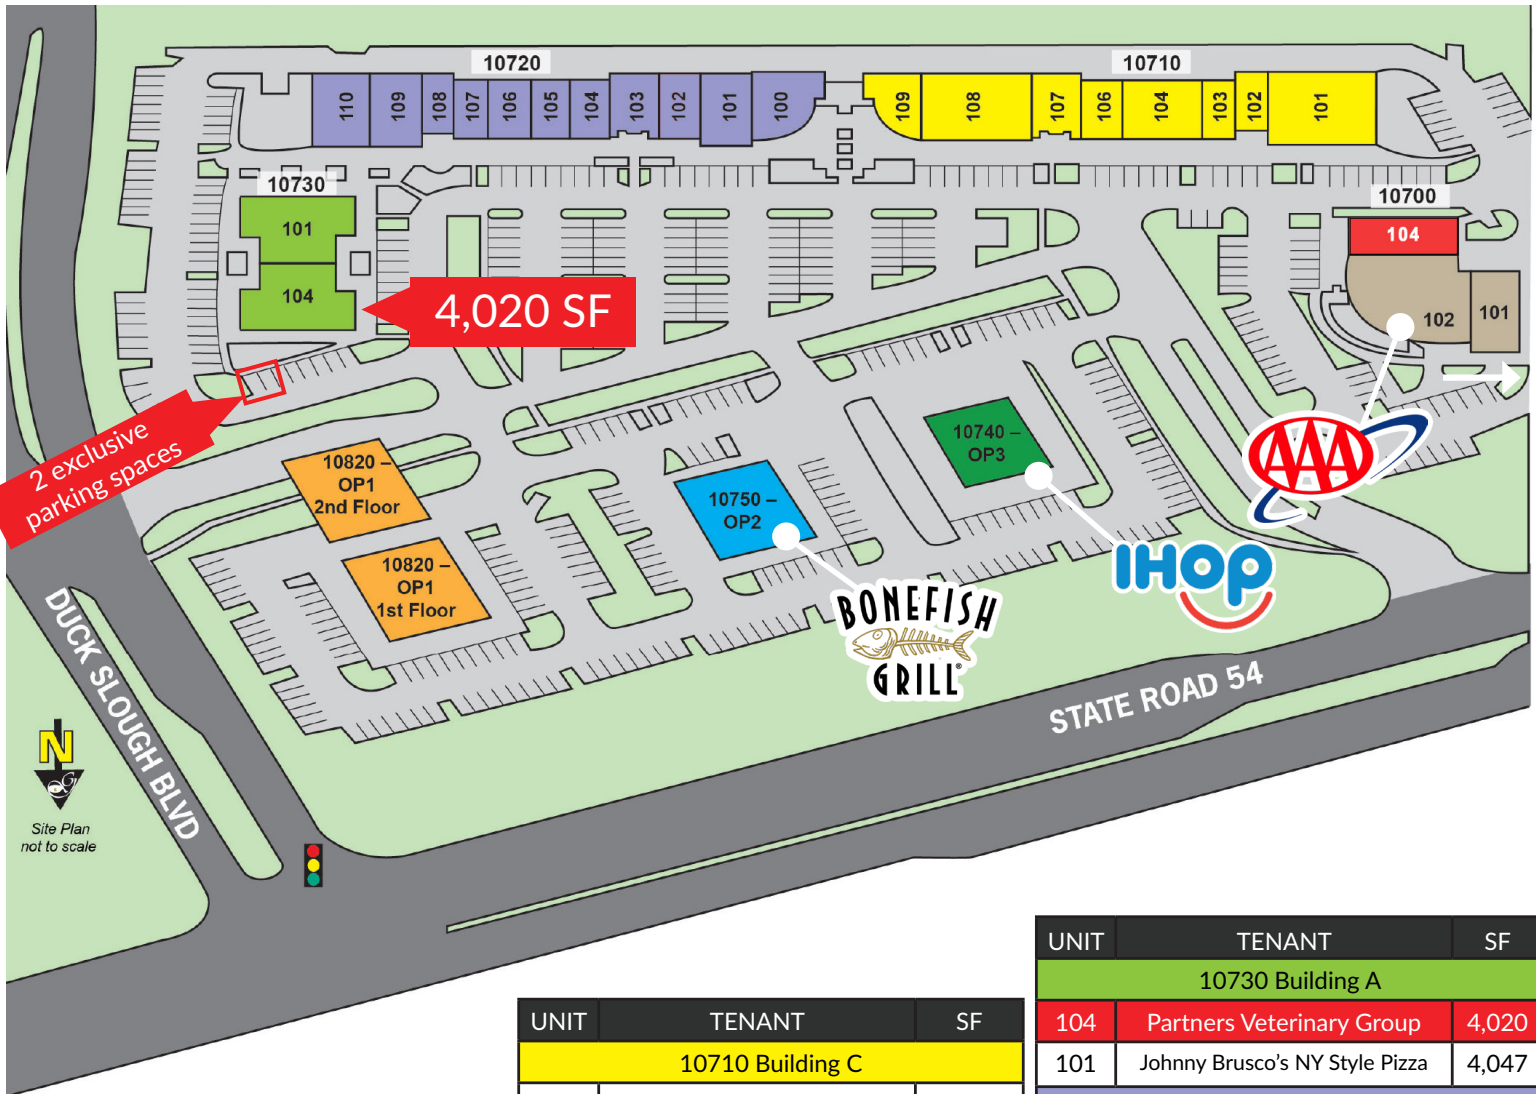 10720
10710
110
109
108
107
106
105
104
103
102
101
100
109
108
107
106
104
103
102
101
10730
101
104
4,020 SF
10700
104
102
101
2 exclusive
parking spaces
10820 –
OP1
2nd Floor
10820 –
OP1
1st Floor
10750 –
OP2
10740 –
OP3
AAA
IHOP
BONEFISH
GRILL
DUCK SLOUGH BLVD
STATE ROAD 54
N
Site Plan
not to scale
UNIT TENANT SF
10730 Building A
104 Partners Veterinary Group 4,020
101 Johnny Brusco's NY Style Pizza 4,047
UNIT TENANT SF
10710 Building C